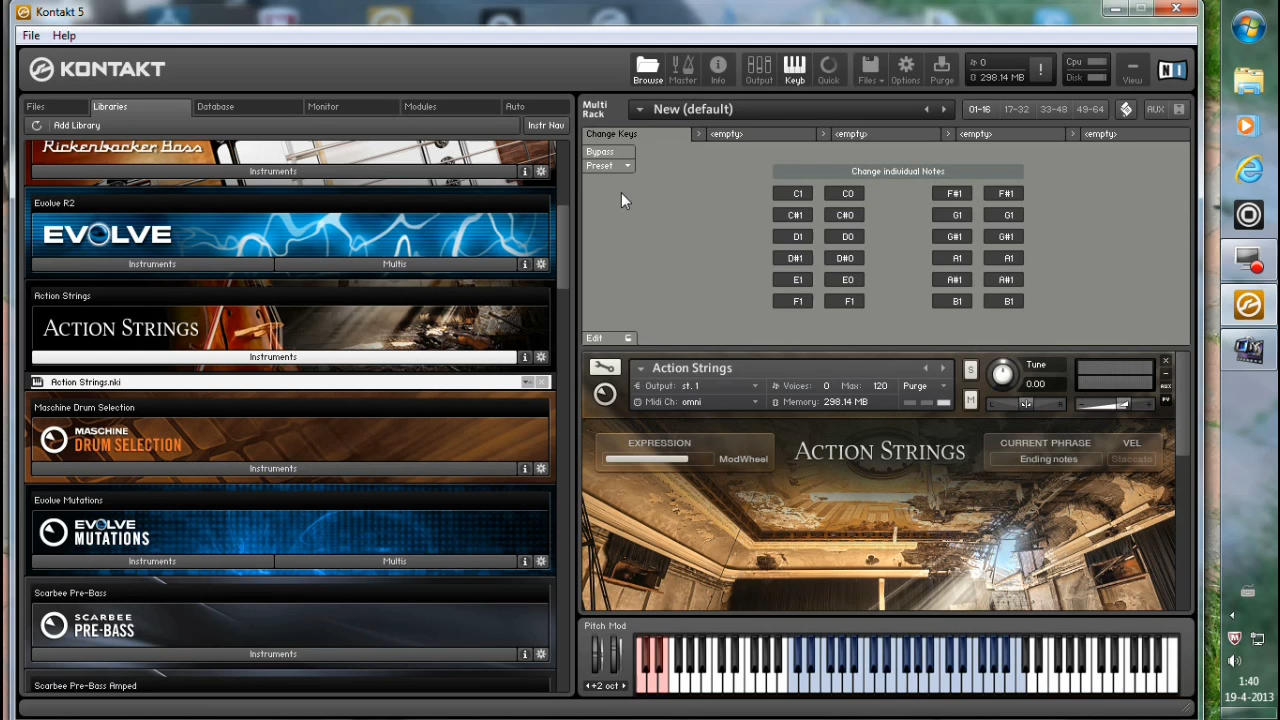 Kontakt 5
File Help
KONTAKT
Browse Master Info Output Keyb Quick Files Options Purge
0
298.14 MB
!
Cpu
Disk
View
NI
Files Libraries Database Monitor Modules Auto
Add Library Instr Nav
Rickenbacker Bass
Instruments i
Evolve R2
EVOLVE
Instruments Multis i
Action Strings
ACTION STRINGS
Instruments i
Action Strings.nki
Maschine Drum Selection
MASCHINE
DRUM SELECTION
Instruments i
Evolve Mutations
EVOLVE
MUTATIONS
Instruments Multis i
Scarbee Pre-Bass
SCARBEE
PRE-BASS
Instruments i
Scarbee Pre-Bass Amped
Multi
Rack
New (default)
01-16 17-32 33-48 49-64 AUX
Change Keys <empty> <empty> <empty> <empty>
Bypass
Preset
Change individual Notes
C1 C0 F#1 F#1
C#1 C#0 G1 G1
D1 D0 G#1 G#1
D#1 D#0 A1 A1
E1 E0 A#1 A#1
F1 F1 B1 B1
Edit
Action Strings
Output: st. 1 Voices: 0 Max: 120 Purge
Midi Ch: omni Memory: 298.14 MB
S
M
Tune
0.00
L R
AUX
PV
EXPRESSION
ModWheel
ACTION STRINGS
CURRENT PHRASE VEL
Ending notes Staccato
Pitch Mod
+2 oct
1:40
19-4-2013